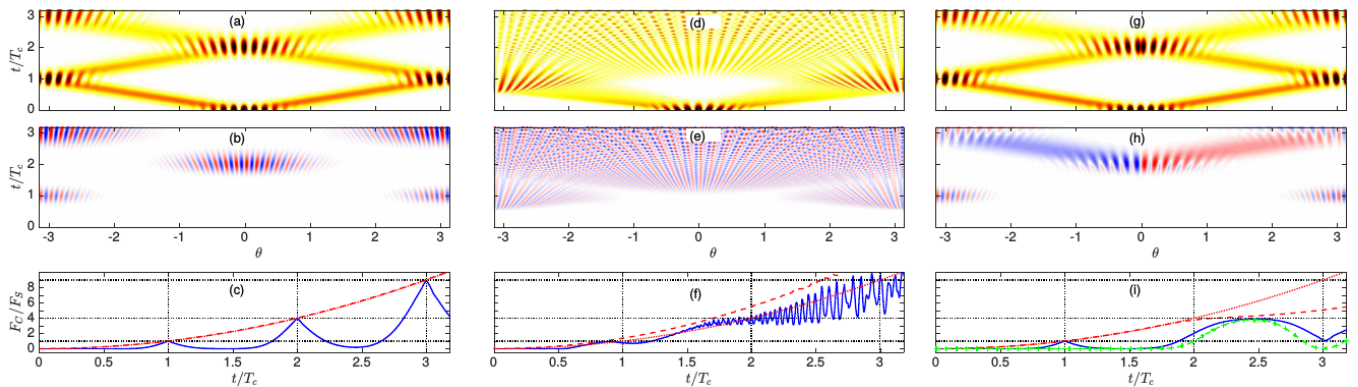 (a)
t/T_c
3
2
1
0
(b)
t/T_c
3
2
1
0
-3 -2 -1 0 1 2 3
θ
(c)
F_C/F_S
8
6
4
2
0
0 0.5 1 1.5 2 2.5 3
t/T_c
(d)
(e)
-3 -2 -1 0 1 2 3
θ
(f)
0 0.5 1 1.5 2 2.5 3
t/T_c
(g)
(h)
-3 -2 -1 0 1 2 3
θ
(i)
0 0.5 1 1.5 2 2.5 3
t/T_c